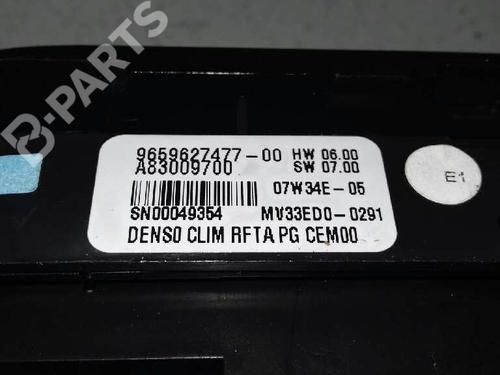 B-PARTS
9659627477-00 HW 06.00
A83009700 SW 07.00
07W34E-05
SN00049354 MV33ED0-0291
DENSO CLIM RFTA PG CEM00
E1